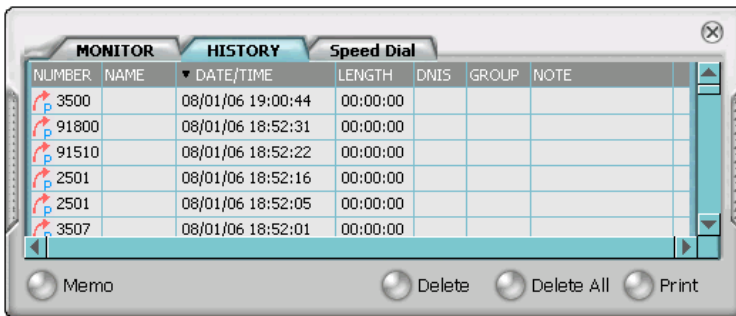 MONITOR HISTORY Speed Dial
NUMBER NAME ▼ DATE/TIME LENGTH DNIS GROUP NOTE
P 3500 08/01/06 19:00:44 00:00:00
P 91800 08/01/06 18:52:31 00:00:00
P 91510 08/01/06 18:52:22 00:00:00
P 2501 08/01/06 18:52:16 00:00:00
P 2501 08/01/06 18:52:05 00:00:00
P 3507 08/01/06 18:52:01 00:00:00
Memo Delete Delete All Print